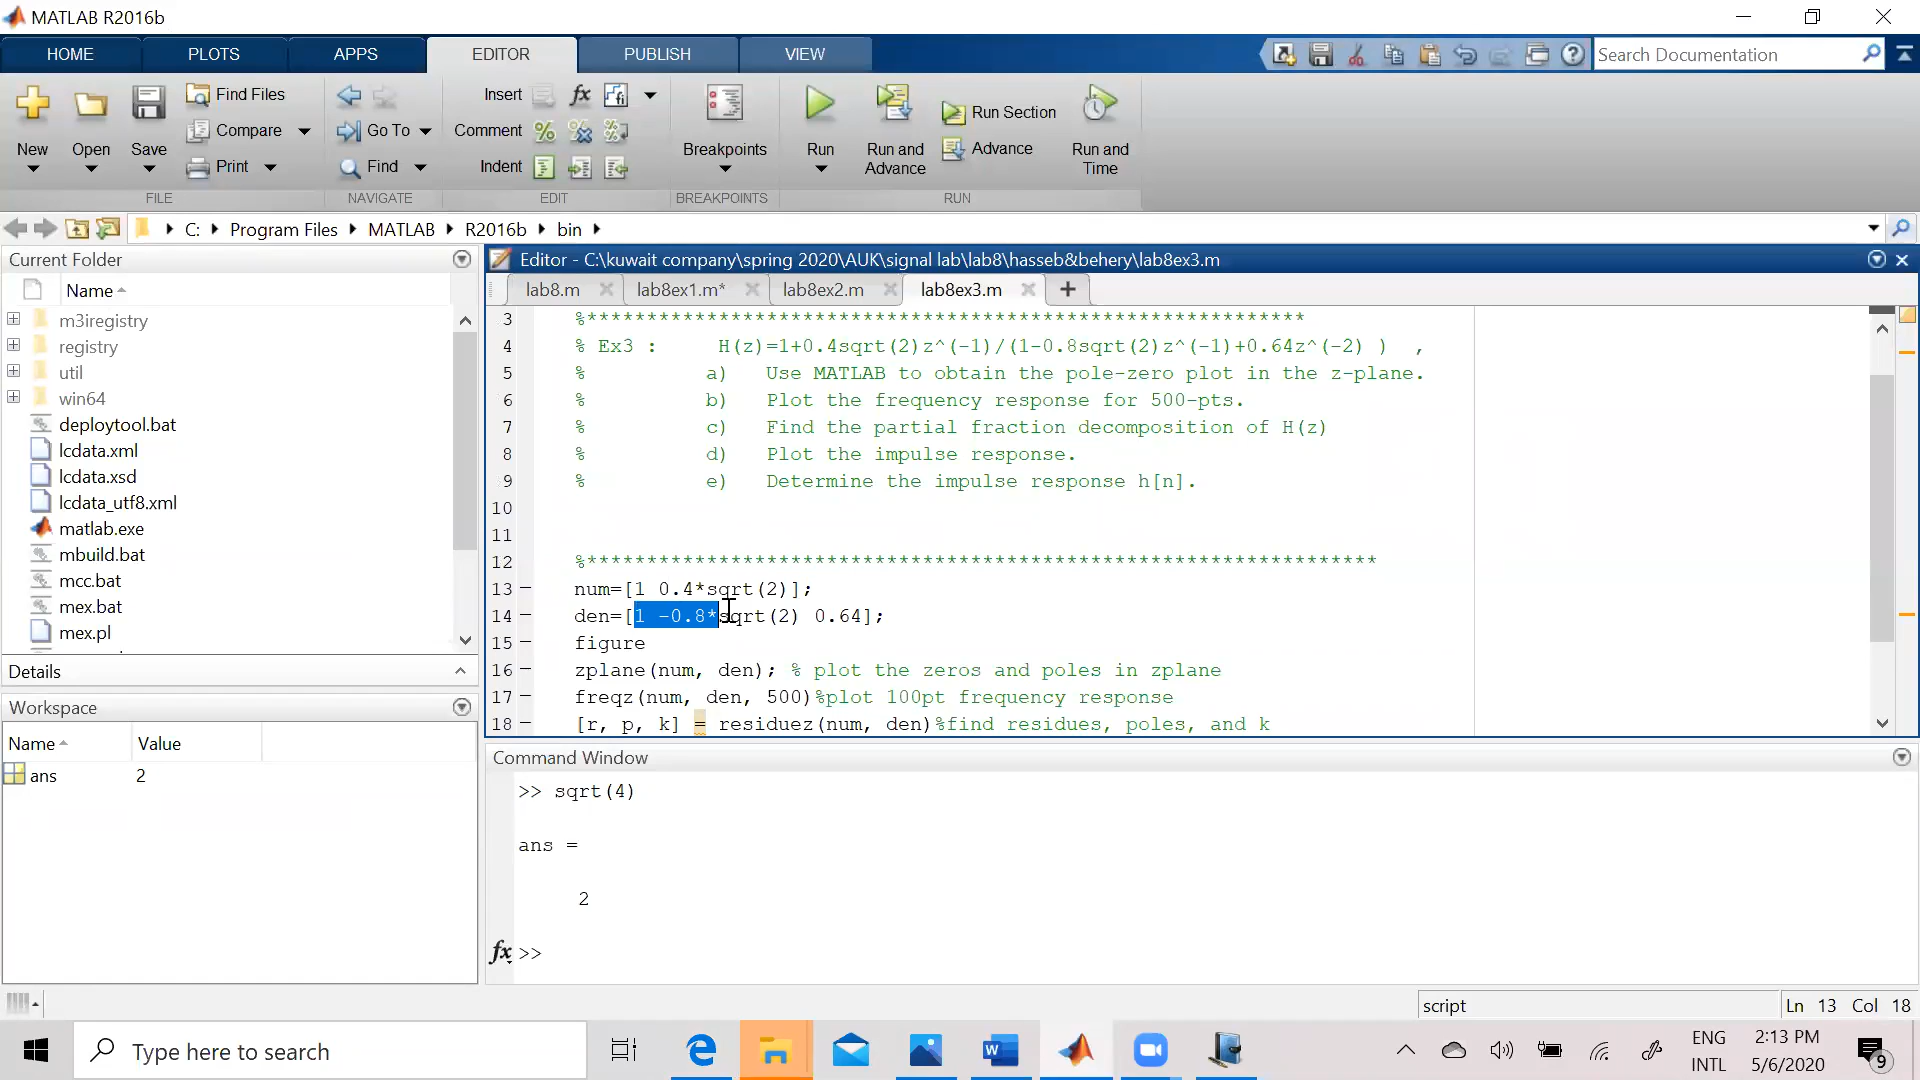 MATLAB R2016b
HOME PLOTS APPS EDITOR PUBLISH VIEW Search Documentation
Find Files Insert fx
Compare Go To Comment % Run Section
New Open Save Print Find Indent Breakpoints Run Run and Advance Advance Run and Time
FILE NAVIGATE EDIT BREAKPOINTS RUN
C: Program Files MATLAB R2016b bin
Current Folder
Name
m3iregistry
registry
util
win64
deploytool.bat
lcdata.xml
lcdata.xsd
lcdata_utf8.xml
matlab.exe
mbuild.bat
mcc.bat
mex.bat
mex.pl
Details
Workspace
Name Value
ans 2
Editor - C:\kuwait company\spring 2020\AUK\signal lab\lab8\hasseb&behery\lab8ex3.m
lab8.m lab8ex1.m* lab8ex2.m lab8ex3.m
3 %************************************************************
4 % Ex3 : H(z)=1+0.4sqrt(2)z^(-1)/(1-0.8sqrt(2)z^(-1)+0.64z^(-2) ) ,
5 % a) Use MATLAB to obtain the pole-zero plot in the z-plane.
6 % b) Plot the frequency response for 500-pts.
7 % c) Find the partial fraction decomposition of H(z)
8 % d) Plot the impulse response.
9 % e) Determine the impulse response h[n].
10
11
12 %******************************************************************
13 – num=[1 0.4*sqrt(2)];
14 – den=[1 -0.8*sqrt(2) 0.64];
15 – figure
16 – zplane(num, den); % plot the zeros and poles in zplane
17 – freqz(num, den, 500)%plot 100pt frequency response
18 – [r, p, k] = residuez(num, den)%find residues, poles, and k
Command Window
>> sqrt(4)
ans =
2
fx >>
script Ln 13 Col 18
Type here to search
ENG
INTL
2:13 PM
5/6/2020
9